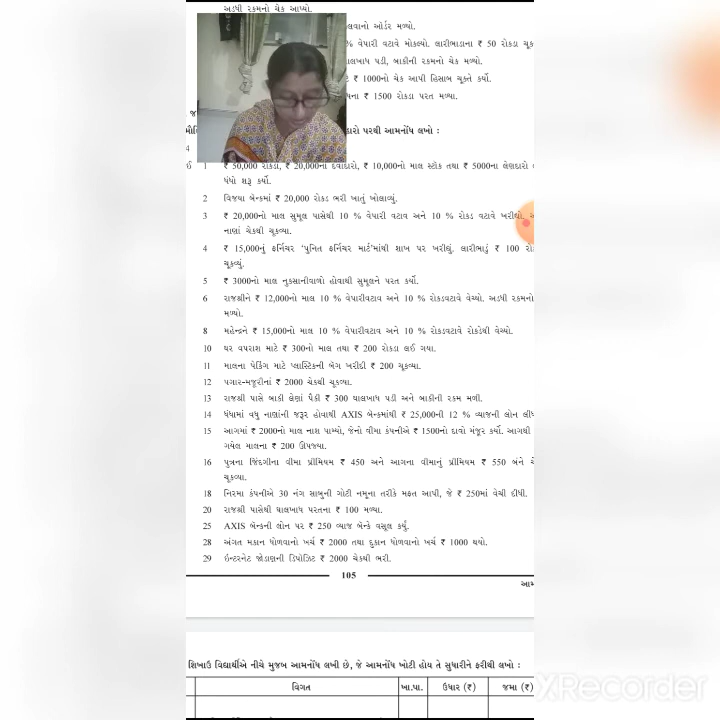 અડધી રકમનો ચેક આપ્યો.
લવાનો ઑર્ડર મળ્યો.
% વેપારી વટાવે મોકલ્યો. લારીભાડાના ₹ 50 રોકડા ચૂક
ાલખાધ પડી, બાકીની રકમનો ચેક મળ્યો.
₹ 1000નો ચેક આપી હિસાબ ચૂકતે કર્યો.
ના ₹ 1500 રોકડા પરત મળ્યા.
પરથી આમનોંધ લખો :
1 ₹ 50,000 રોકડા, ₹ 20,000ના દેવાદારો, ₹ 10,000નો માલ સ્ટોક તથા ₹ 5000ના લેણદારો
ધંધો શરૂ કર્યો.
2 વિજયા બેન્કમાં ₹ 20,000 રોકડ ભરી ખાતું ખોલાવ્યું.
3 ₹ 20,000નો માલ સુમૂલ પાસેથી 10 % વેપારી વટાવ અને 10 % રોકડ વટાવે ખરીદ્યો.
નાણાં ચેકથી ચૂકવ્યા.
4 ₹ 15,000નું ફર્નિચર ‘પુનિત ફર્નિચર માર્ટ’માંથી શાખ પર ખરીદ્યું. લારીભાડું ₹ 100 રો
ચૂકવ્યું.
5 ₹ 3000નો માલ નુકસાનીવાળો હોવાથી સુમૂલને પરત કર્યો.
6 રાજશ્રીને ₹ 12,000નો માલ 10 % વેપારીવટાવ અને 10 % રોકડવટાવે વેચ્યો. અડધી રકમનો
મળ્યો.
8 મહેન્દ્રને ₹ 15,000નો માલ 10 % વેપારીવટાવ અને 10 % રોકડવટાવે રોકડેથી વેચ્યો.
10 ઘર વપરાશ માટે ₹ 300નો માલ તથા ₹ 200 રોકડા લઈ ગયા.
11 માલના પેકિંગ માટે પ્લાસ્ટિકની બેગ ખરીદી ₹ 200 ચૂકવ્યા.
12 પગાર-મજૂરીનાં ₹ 2000 ચેકથી ચૂકવ્યા.
13 રાજશ્રી પાસે બાકી લેણાં પૈકી ₹ 300 ઘાલખાધ પડી અને બાકીની રકમ મળી.
14 ધંધામાં વધુ નાણાંની જરૂર હોવાથી AXIS બેન્કમાંથી ₹ 25,000ની 12 % વ્યાજની લોન લીધ
15 આગમાં ₹ 2000નો માલ નાશ પામ્યો, જેનો વીમા કંપનીએ ₹ 1500નો દાવો મંજૂર કર્યો. આગથી
ગયેલ માલના ₹ 200 ઊપજ્યા.
16 પુત્રના જિંદગીના વીમા પ્રીમિયમ ₹ 450 અને આગના વીમાનું પ્રીમિયમ ₹ 550 બંને
ચૂકવ્યા.
18 નિરમા કંપનીએ 30 નંગ સાબુની ગોટી નમૂના તરીકે મફત આપી, જે ₹ 250માં વેચી દીધી.
20 રાજશ્રી પાસેથી ઘાલખાધ પરતના ₹ 100 મળ્યા.
25 AXIS બેન્કની લોન પર ₹ 250 વ્યાજ બેન્કે વસૂલ કર્યું.
28 અંગત મકાન ધોળવાનો ખર્ચ ₹ 2000 તથા દુકાન ધોળવાનો ખર્ચ ₹ 1000 થયો.
29 ઇન્ટરનેટ જોડાણની ડિપોઝિટ ₹ 2000 ચેકથી ભરી.
105
આમ
શિખાઉ વિદ્યાર્થીએ નીચે મુજબ આમનોંધ લખી છે, જે આમનોંધ ખોટી હોય તે સુધારીને ફરીથી લખો :
વિગત ખા.પા. ઉધાર (₹) જમા (₹)
XRecorder